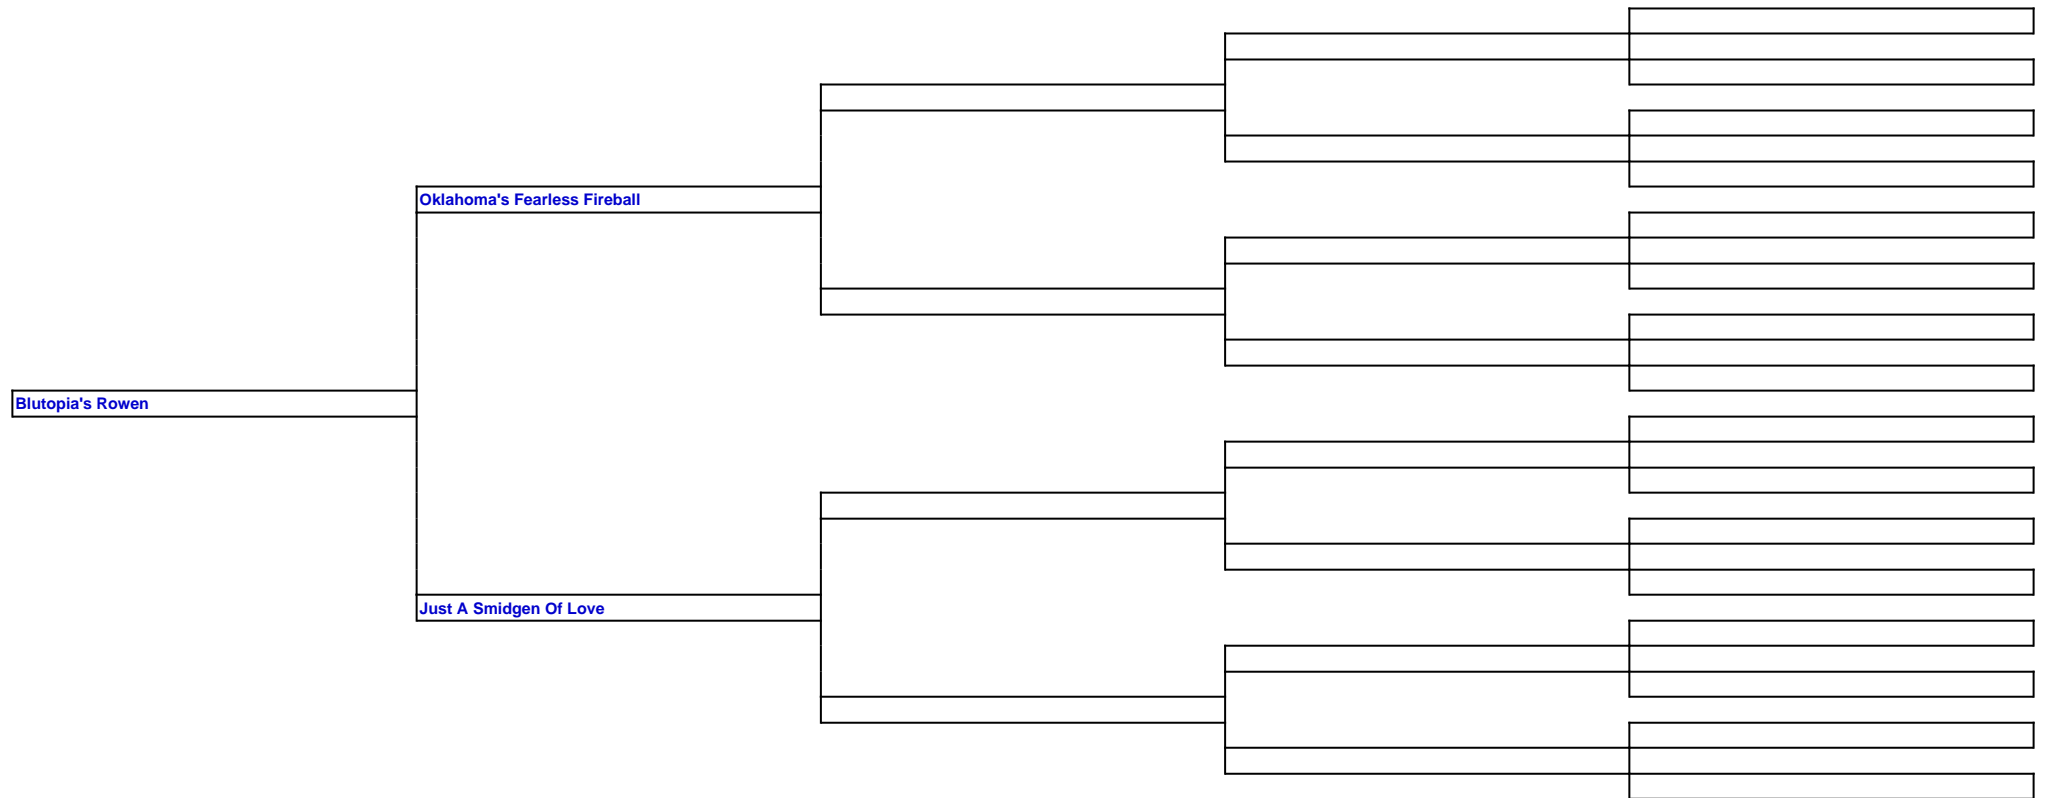 Oklahoma's Fearless Fireball
Blutopia's Rowen
Just A Smidgen Of Love